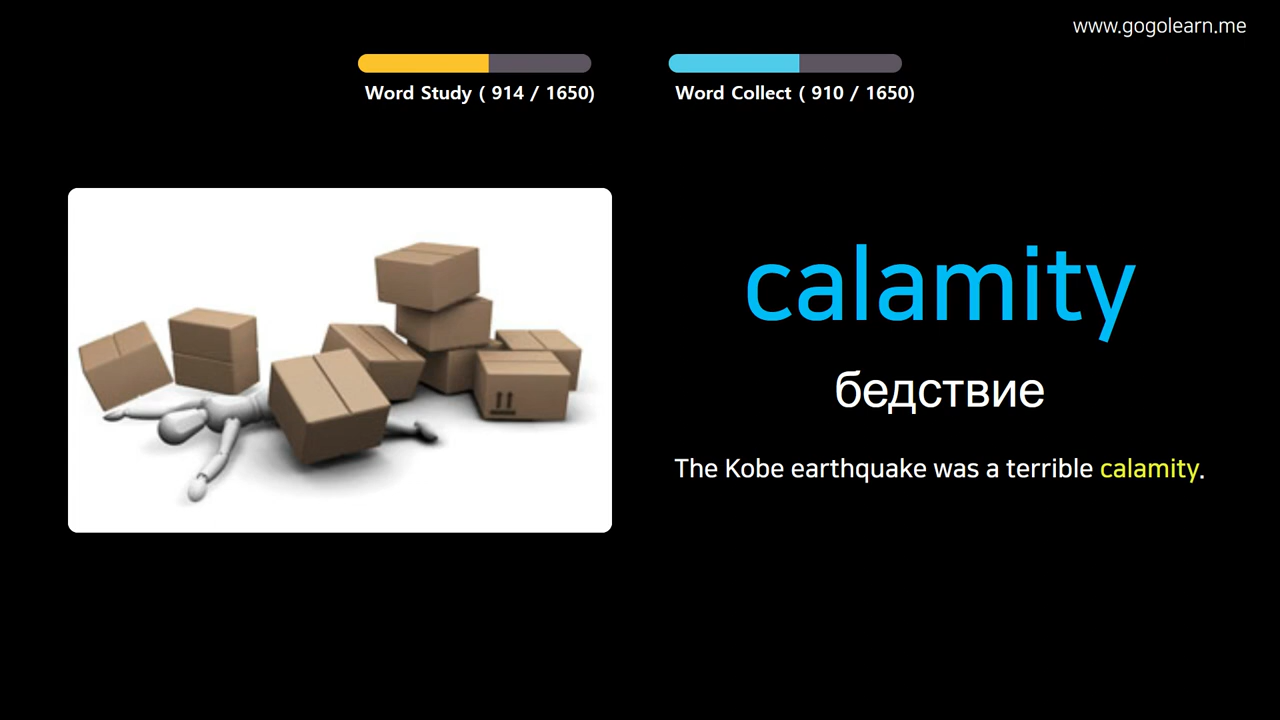 www.gogolearn.me
Word Study ( 914 / 1650)
Word Collect ( 910 / 1650)
calamity
бедствие
The Kobe earthquake was a terrible calamity.